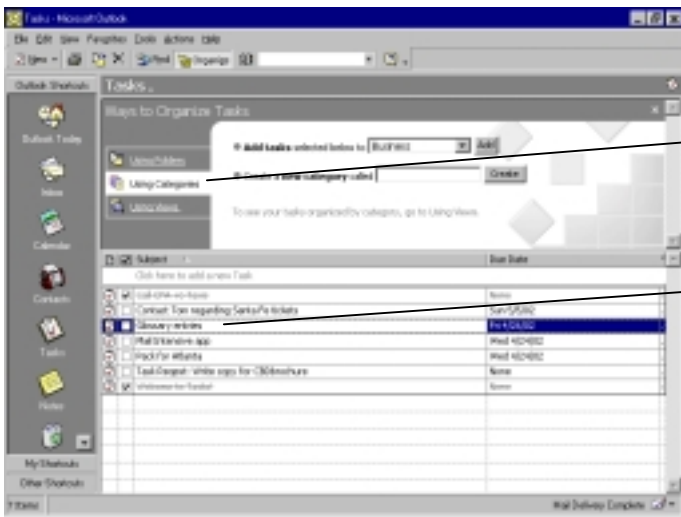 Tasks - Microsoft Outlook
File Edit View Favorites Tools Actions Help
New Find Organize
Outlook Shortcuts
Tasks
Ways to Organize Tasks
Outlook Today
Add tasks selected below to Business Add
Using Folders
Create a new category called Create
Using Categories
Inbox
Using Views
To see your tasks organized by category, go to Using Views.
Calendar
Subject Due Date
Click here to add a new Task
Contacts
None
Contact Tom regarding Santa Fe tickets Sun 5/5/02
Glossary entries Fri 4/26/02
Wed 4/24/02
Pack for Atlanta Wed 4/24/02
Tasks
Task Request: Write copy for CBI brochure None
Welcome to Tasks! None
Notes
My Shortcuts
Other Shortcuts
7 Items
Mail Delivery Complete